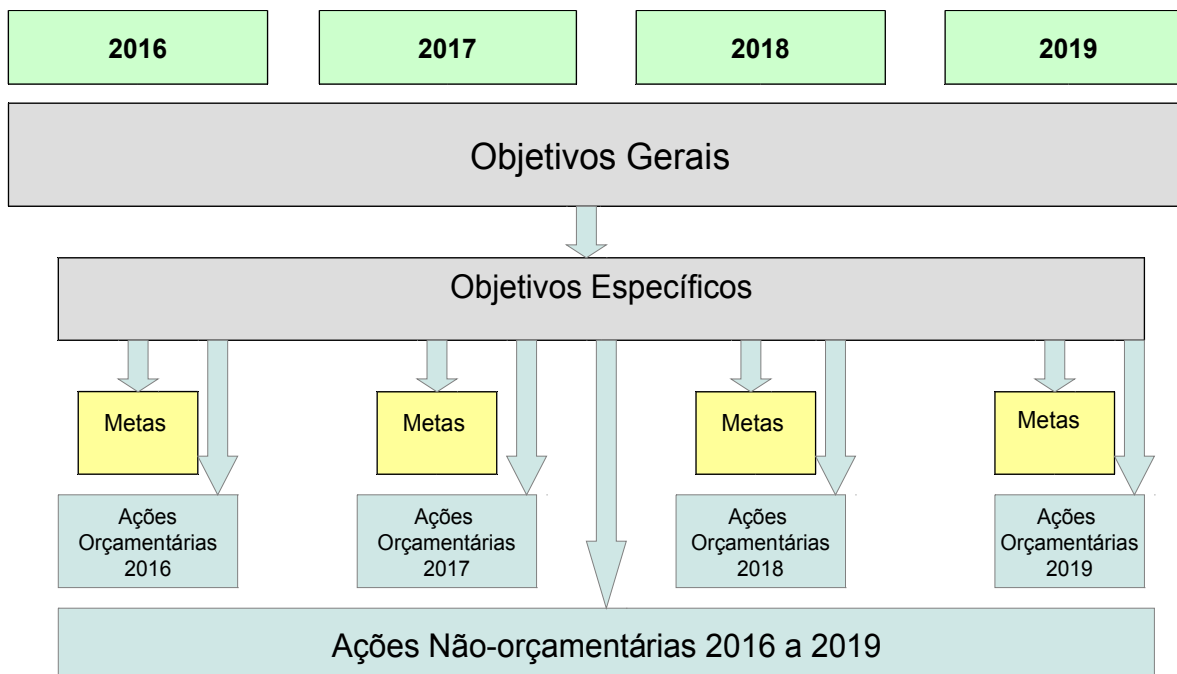 2016
2017
2018
2019
Objetivos Gerais
Objetivos Específicos
Metas
Metas
Metas
Metas
Ações
Orçamentárias
2016
Ações
Orçamentárias
2017
Ações
Orçamentárias
2018
Ações
Orçamentárias
2019
Ações Não-orçamentárias 2016 a 2019